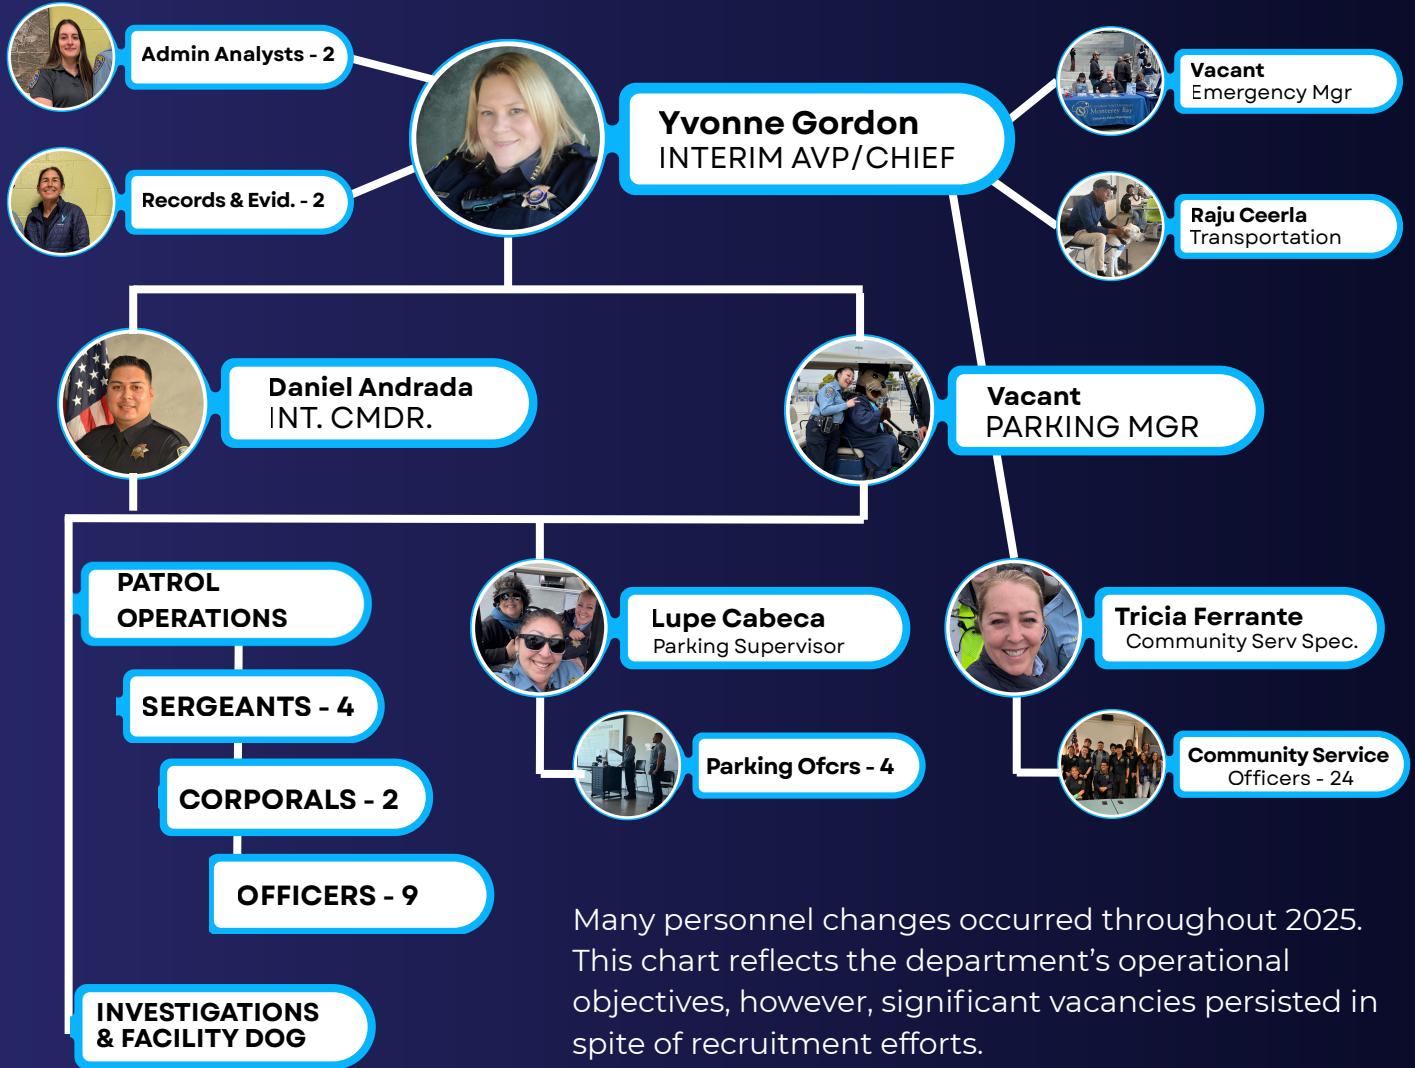 Admin Analysts - 2
Records & Evid. - 2
Yvonne Gordon
INTERIM AVP/CHIEF
Vacant
Emergency Mgr
Monterey Bay
Raju Ceerla
Transportation
Daniel Andrada
INT. CMDR.
Vacant
PARKING MGR
PATROL
OPERATIONS
SERGEANTS - 4
CORPORALS - 2
OFFICERS - 9
INVESTIGATIONS
& FACILITY DOG
Lupe Cabeca
Parking Supervisor
Parking Ofcrs - 4
Tricia Ferrante
Community Serv Spec.
Community Service
Officers - 24
Many personnel changes occurred throughout 2025.
This chart reflects the department’s operational
objectives, however, significant vacancies persisted in
spite of recruitment efforts.